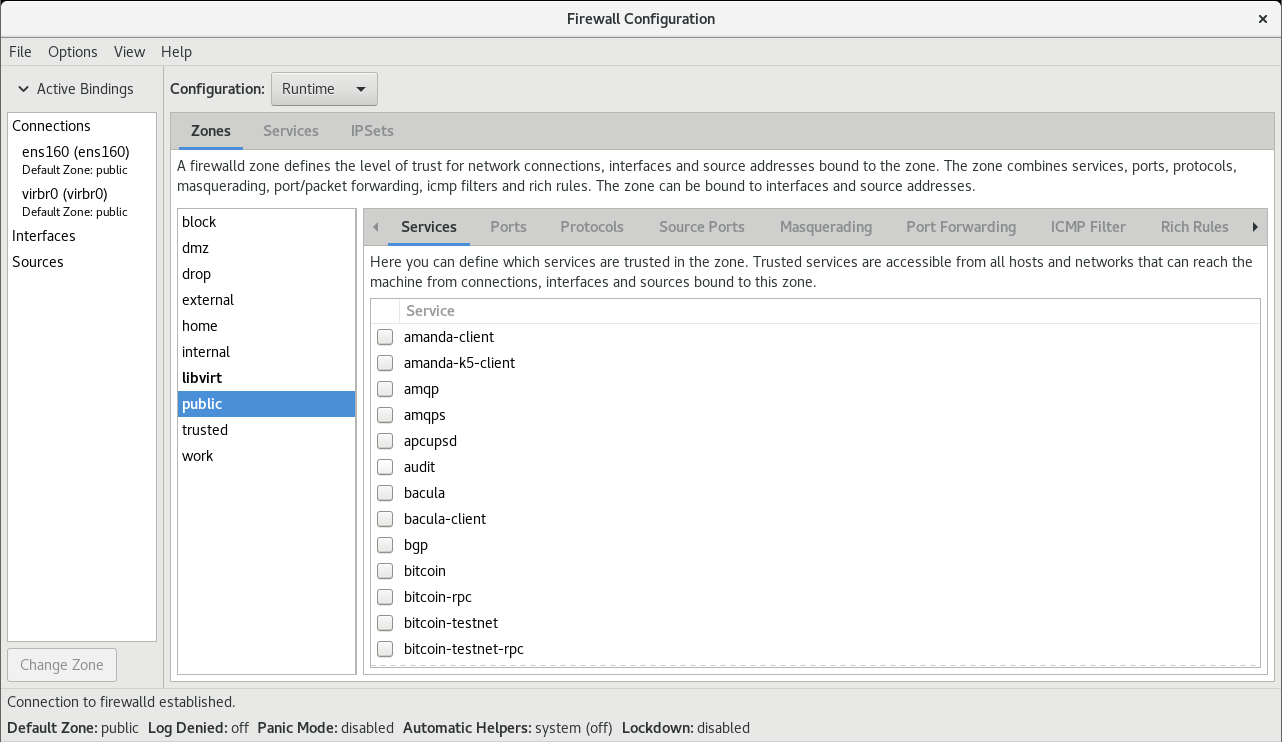 Firewall Configuration ×
File Options View Help
Active Bindings
Connections
ens160 (ens160)
Default Zone: public
virbr0 (virbr0)
Default Zone: public
Interfaces
Sources
Change Zone
Configuration: Runtime
Zones Services IPSets
A firewalld zone defines the level of trust for network connections, interfaces and source addresses bound to the zone. The zone combines services, ports, protocols,
masquerading, port/packet forwarding, icmp filters and rich rules. The zone can be bound to interfaces and source addresses.
block
dmz
drop
external
home
internal
libvirt
public
trusted
work
Services Ports Protocols Source Ports Masquerading Port Forwarding ICMP Filter Rich Rules
Here you can define which services are trusted in the zone. Trusted services are accessible from all hosts and networks that can reach the
machine from connections, interfaces and sources bound to this zone.
Service
amanda-client
amanda-k5-client
amqp
amqps
apcupsd
audit
bacula
bacula-client
bgp
bitcoin
bitcoin-rpc
bitcoin-testnet
bitcoin-testnet-rpc
Connection to firewalld established.
Default Zone: public Log Denied: off Panic Mode: disabled Automatic Helpers: system (off) Lockdown: disabled